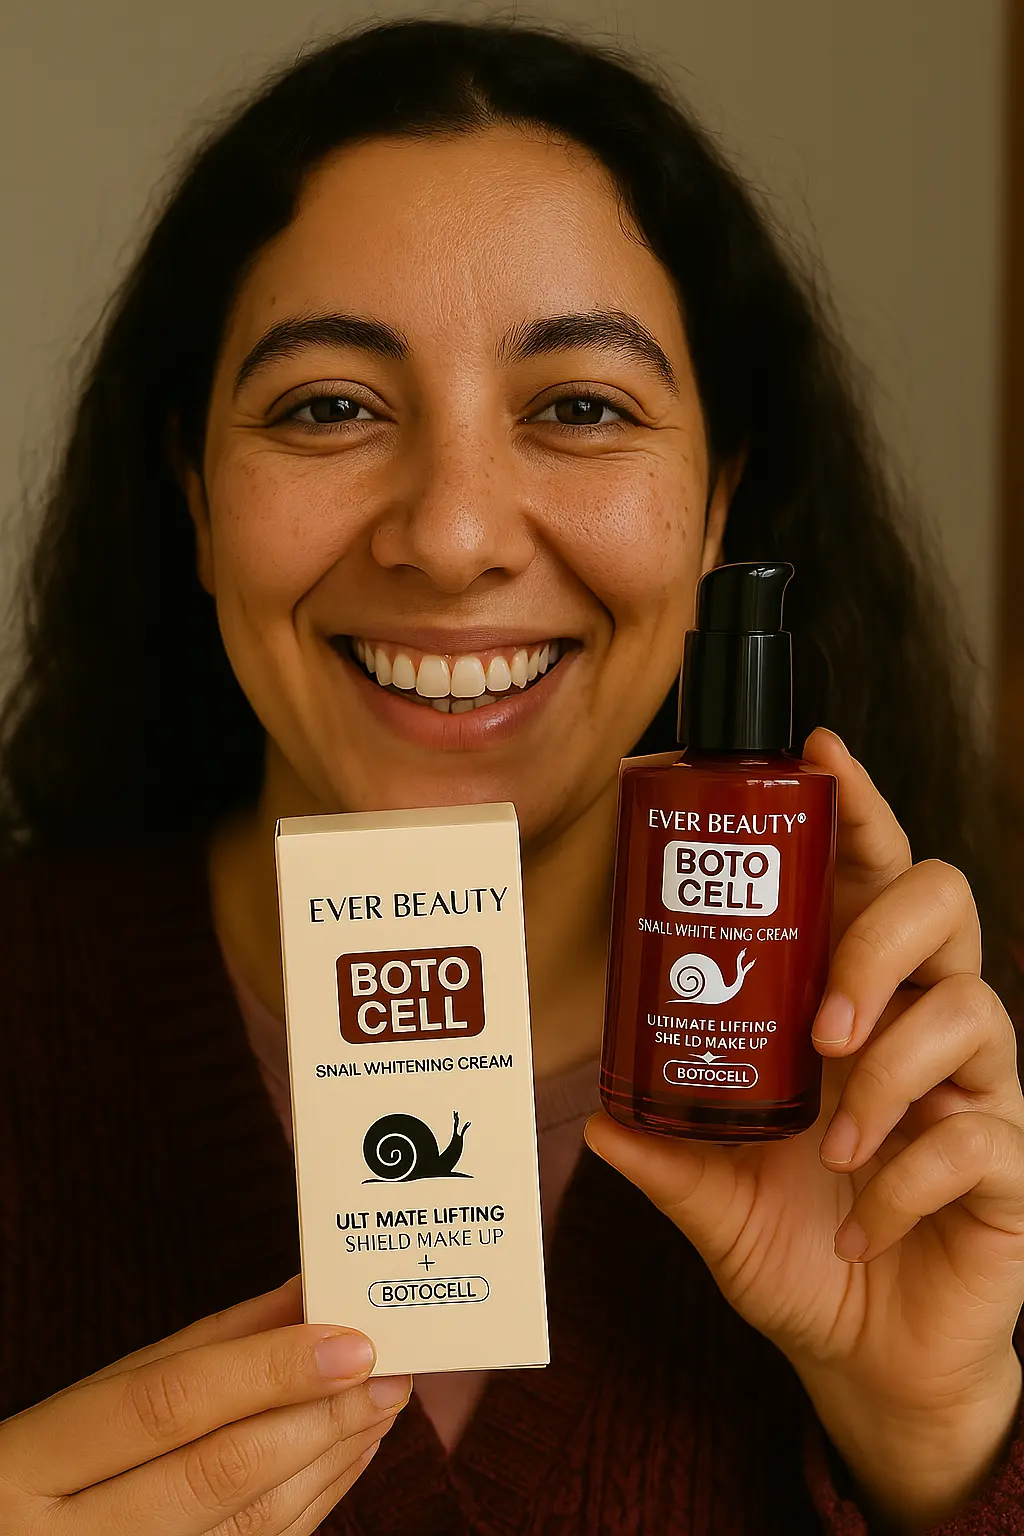 EVER BEAUTY
BOTO
CELL
SNAIL WHITENING CREAM
ULT MATE LIFTING
SHIELD MAKE UP
+
BOTOCELL
EVER BEAUTY®
BOTO
CELL
SNALL WHITE NING CREAM
ULTIMATE LIFFING
SHE LD MAKE UP
BOTOCELL